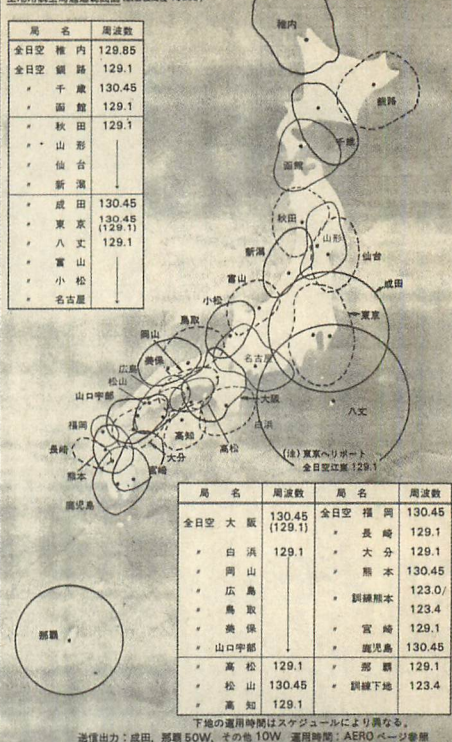 局 名 周波数
全日空 稚 内 129.85
全日空 釧 路 129.1
〃 千 歳 130.45
〃 函 館 129.1
〃 秋 田 129.1
〃 山 形
〃 仙 台
〃 新 潟
〃 成 田 130.45
〃 東 京 130.45 (129.1)
〃 八 丈 129.1
〃 富 山
〃 小 松
〃 名古屋
稚内
釧路
千歳
函館
秋田
山形
新潟
仙台
富山
成田
小松
東京
鳥取
岡山
美保
名古屋
広島
松山
山口宇部
大阪
八丈
白浜
福岡
高知
高松
長崎
大分
(注)東京ヘリポート
全日空江東 129.1
熊本
宮崎
鹿児島
那覇
局 名 周波数 局 名 周波数
全日空 大 阪 130.45 (129.1) 全日空 福 岡 130.45
〃 長 崎 129.1
〃 白 浜 129.1 〃 大 分 129.1
〃 岡 山 〃 熊 本 130.45
〃 広 島 〃 訓練熊本 123.0/
〃 鳥 取 123.4
〃 美 保 〃 宮 崎 129.1
〃 山口宇部 〃 鹿児島 130.45
〃 高 松 129.1 〃 那 覇 129.1
〃 松 山 130.45 〃 訓練下地 123.4
〃 高 知 129.1
下地の運用時間はスケジュールにより異なる。
送信出力:成田,那覇50W,その他10W 運用時間:AEROページ参照